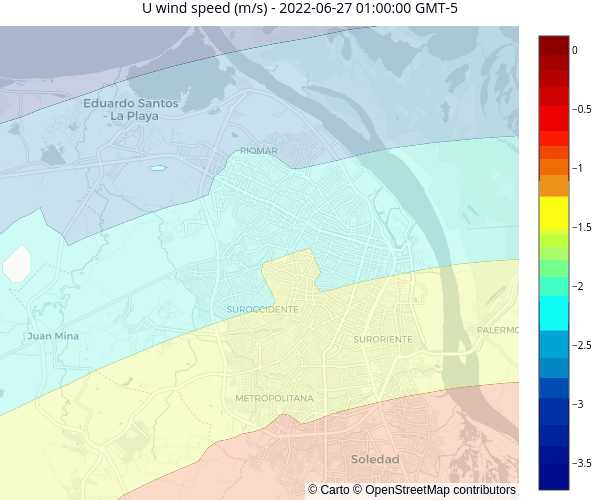 U wind speed (m/s) - 2022-06-27 01:00:00 GMT-5
0
Eduardo Santos
- La Playa
−0.5
RIOMAR
−1
−1.5
−2
SUROCCIDENTE
Juan Mina
SURORIENTE
PALERMO
−2.5
METROPOLITANA
−3
Soledad
−3.5
© Carto © OpenStreetMap contributors